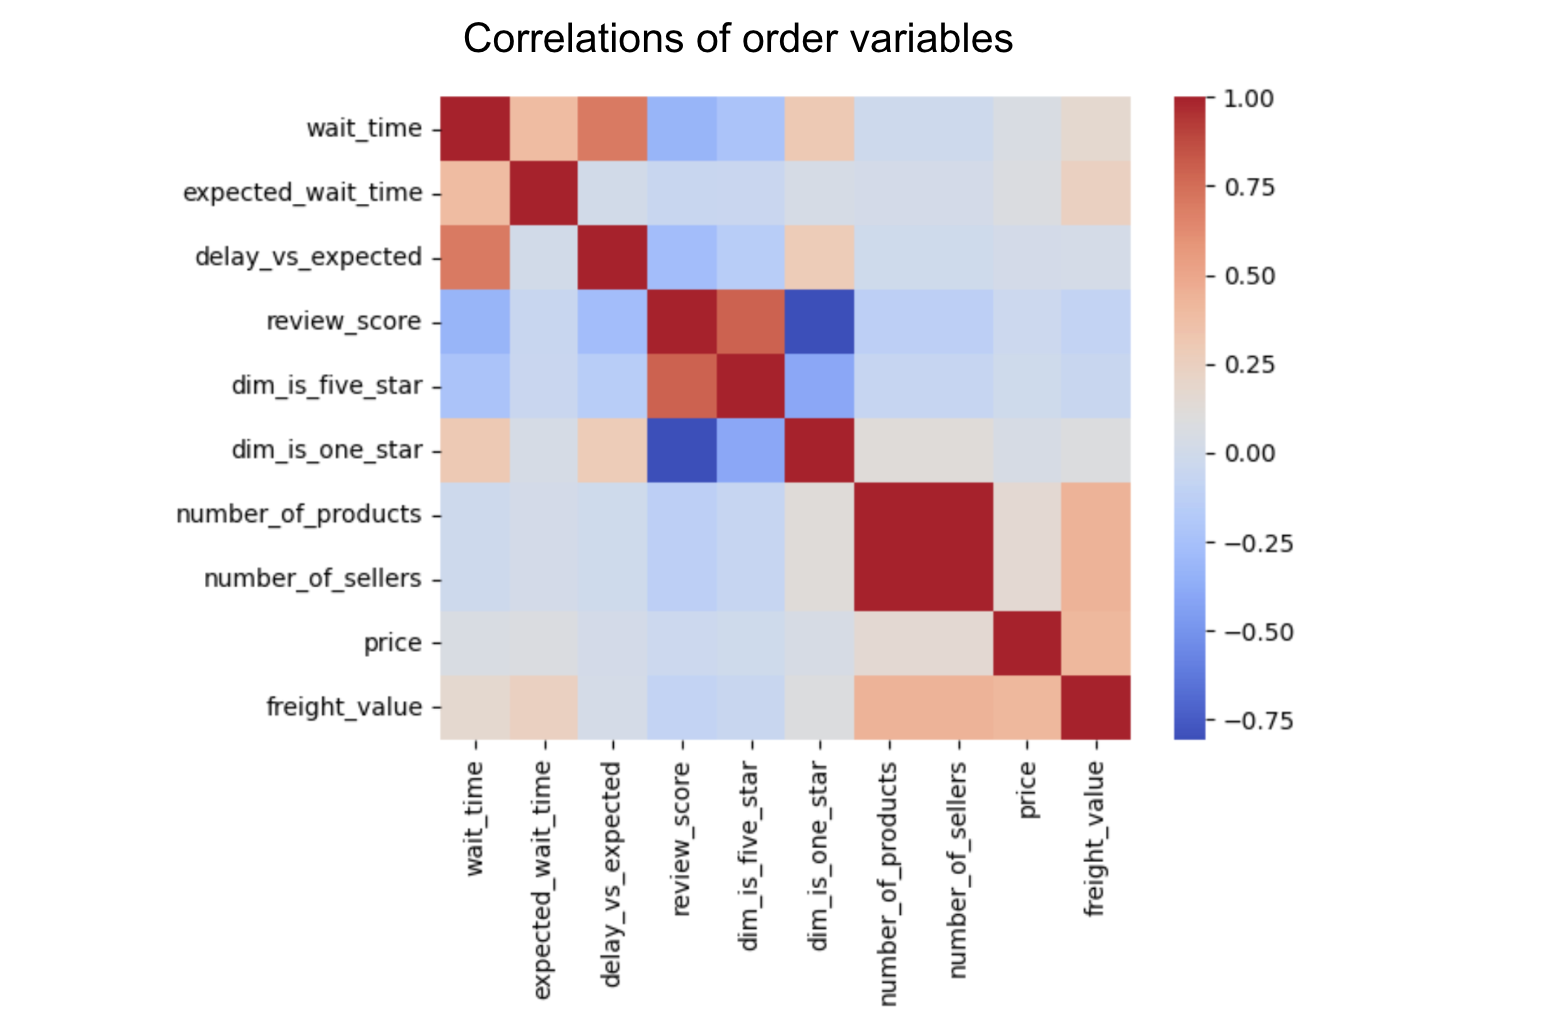 Correlations of order variables
wait_time
expected_wait_time
delay_vs_expected
review_score
dim_is_five_star
dim_is_one_star
number_of_products
number_of_sellers
price
freight_value
1.00
0.75
0.50
0.25
0.00
−0.25
−0.50
−0.75
wait_time
expected_wait_time
delay_vs_expected
review_score
dim_is_five_star
dim_is_one_star
number_of_products
number_of_sellers
price
freight_value